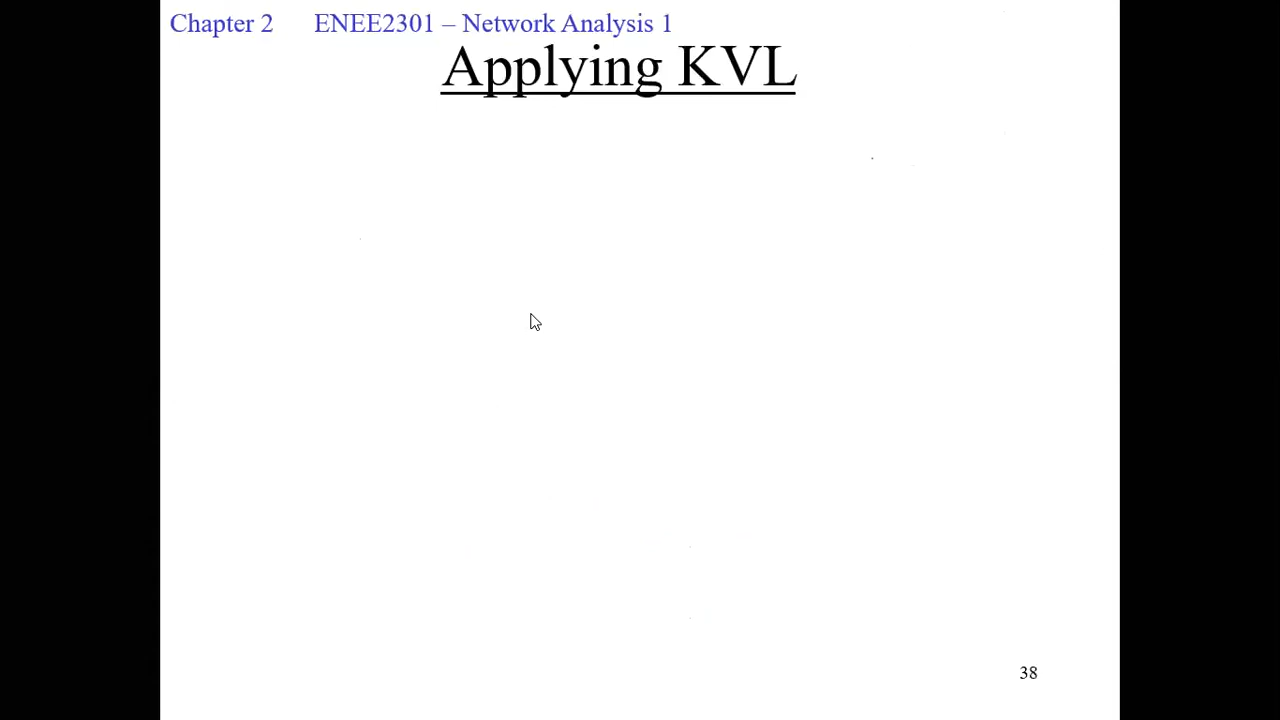 Chapter 2 ENEE2301 – Network Analysis 1
Applying KVL
38